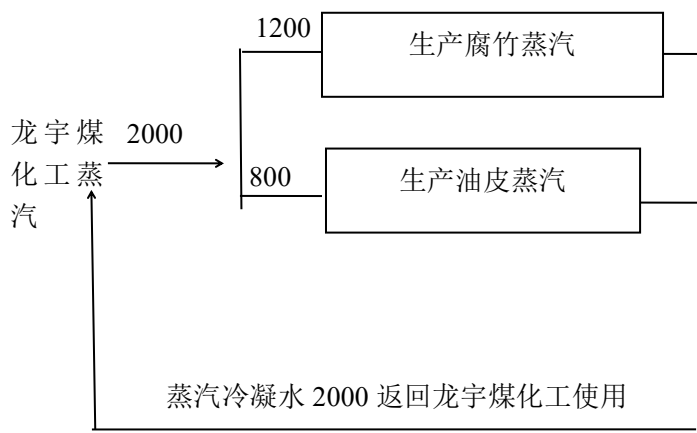 1200
生产腐竹蒸汽
龙宇煤
化工蒸
汽
2000
800
生产油皮蒸汽
蒸汽冷凝水 2000 返回龙宇煤化工使用